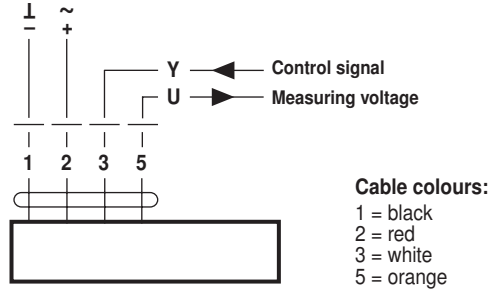 ⊥ ~
− +
Y Control signal
U Measuring voltage
1 2 3 5
Cable colours:
1 = black
2 = red
3 = white
5 = orange